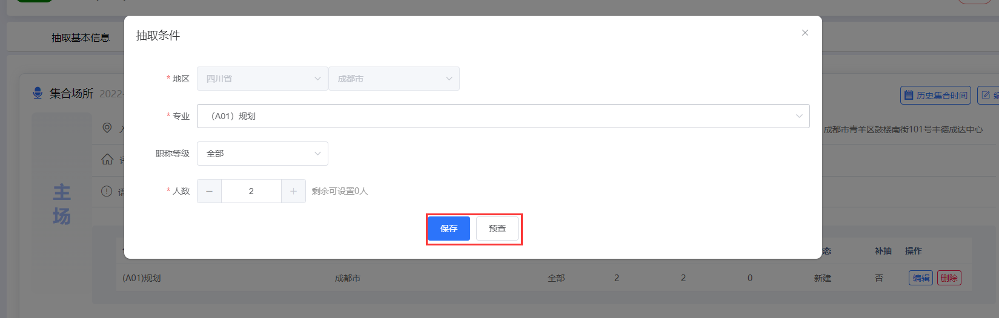 抽取条件
抽取基本信息
* 地区 四川省 成都市
集合场所 2022- 历史集合时间
* 专业 （A01）规划
成都市青羊区鼓楼南街101号丰德成达中心
职称等级 全部
* 人数 2 剩余可设置0人
主场
保存 预查
态 补抽 操作
(A01)规划 成都市 全部 2 2 0 新建 否 编辑 删除